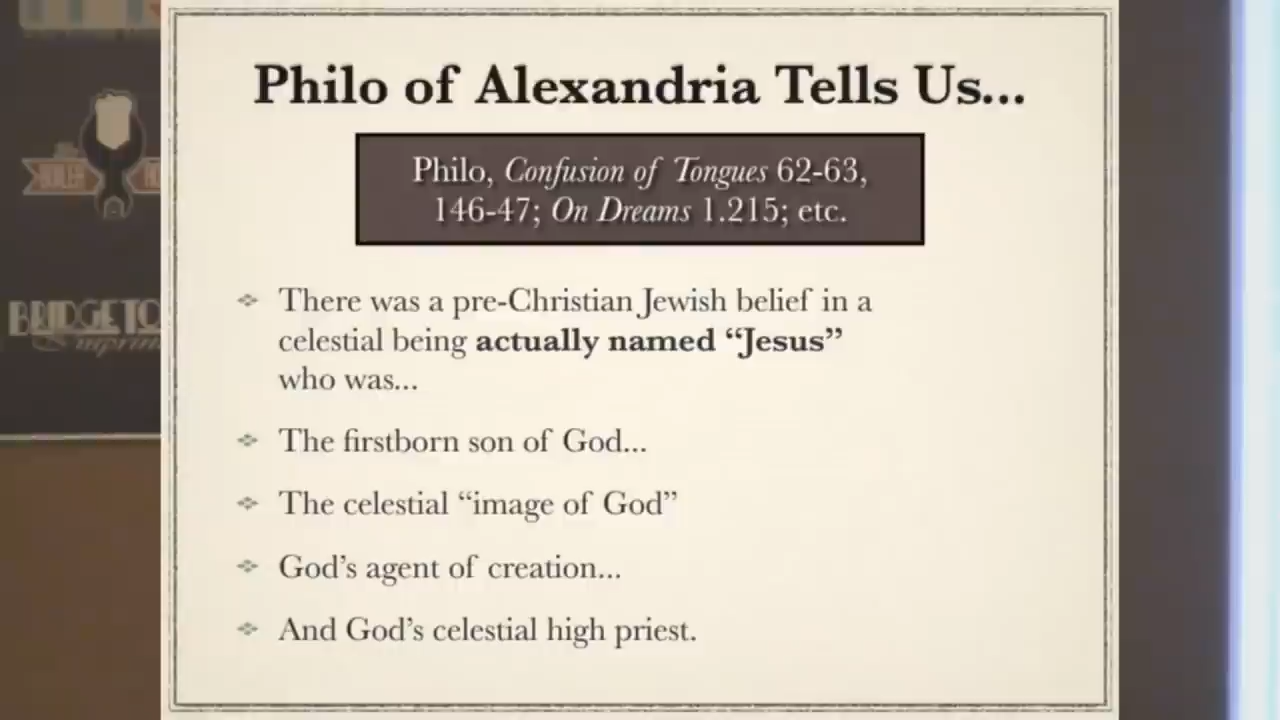 Philo of Alexandria Tells Us...
Philo, Confusion of Tongues 62-63,
146-47; On Dreams 1.215; etc.
There was a pre-Christian Jewish belief in a
celestial being actually named “Jesus”
who was...
The firstborn son of God...
The celestial “image of God”
God’s agent of creation...
And God’s celestial high priest.